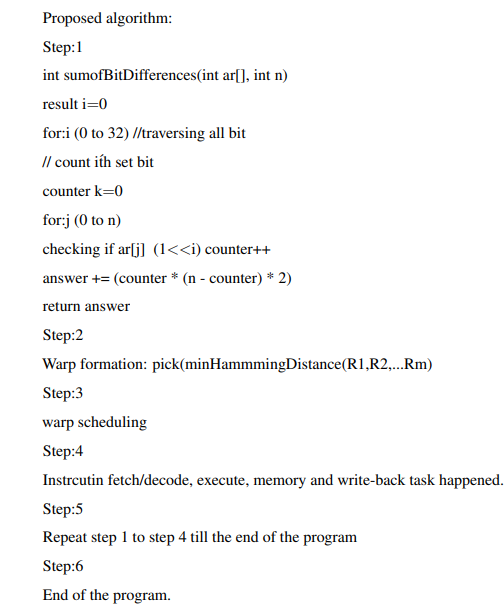 Proposed algorithm:
Step:1
int sumofBitDifferences(int ar[], int n)
result i=0
for:i (0 to 32) //traversing all bit
// count ith́ set bit
counter k=0
for:j (0 to n)
checking if ar[j] (1<<i) counter++
answer += (counter * (n - counter) * 2)
return answer
Step:2
Warp formation: pick(minHammmingDistance(R1,R2,...Rm)
Step:3
warp scheduling
Step:4
Instrcutin fetch/decode, execute, memory and write-back task happened.
Step:5
Repeat step 1 to step 4 till the end of the program
Step:6
End of the program.